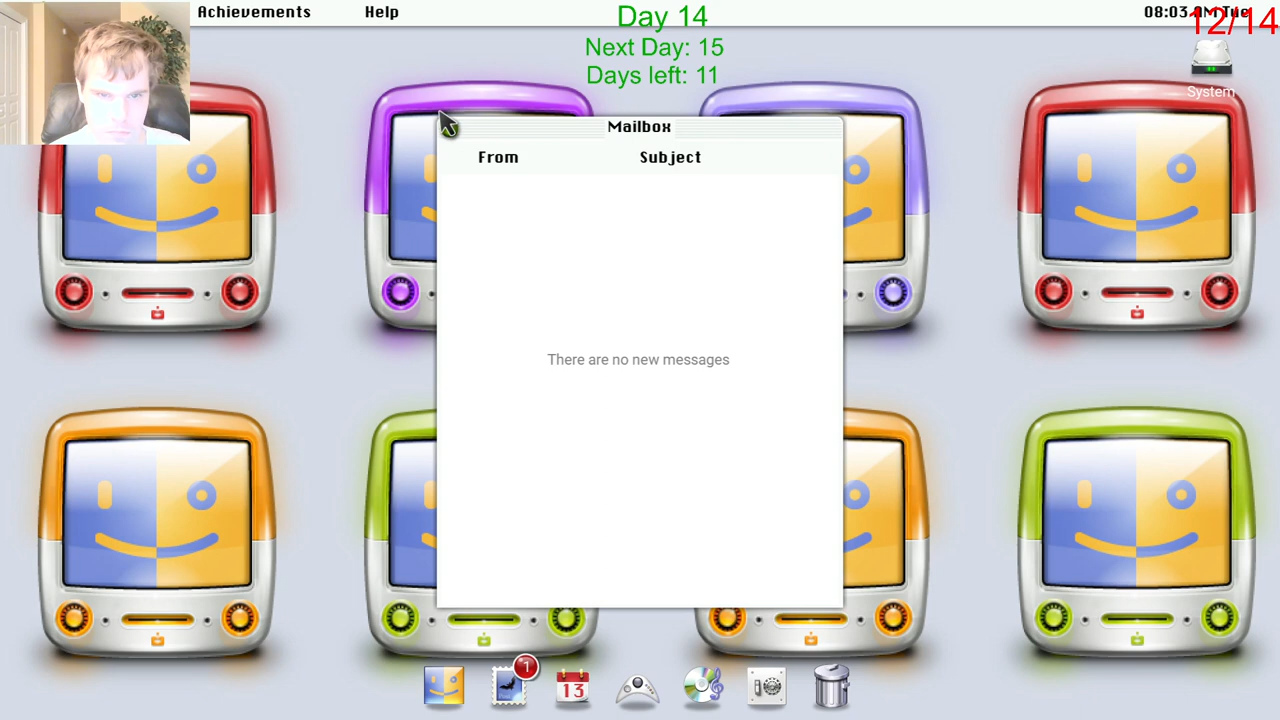 Achievements Help
Day 14
Next Day: 15
Days left: 11
08:03 AM Tue
12/14
System
Mailbox
From Subject
There are no new messages
1
13